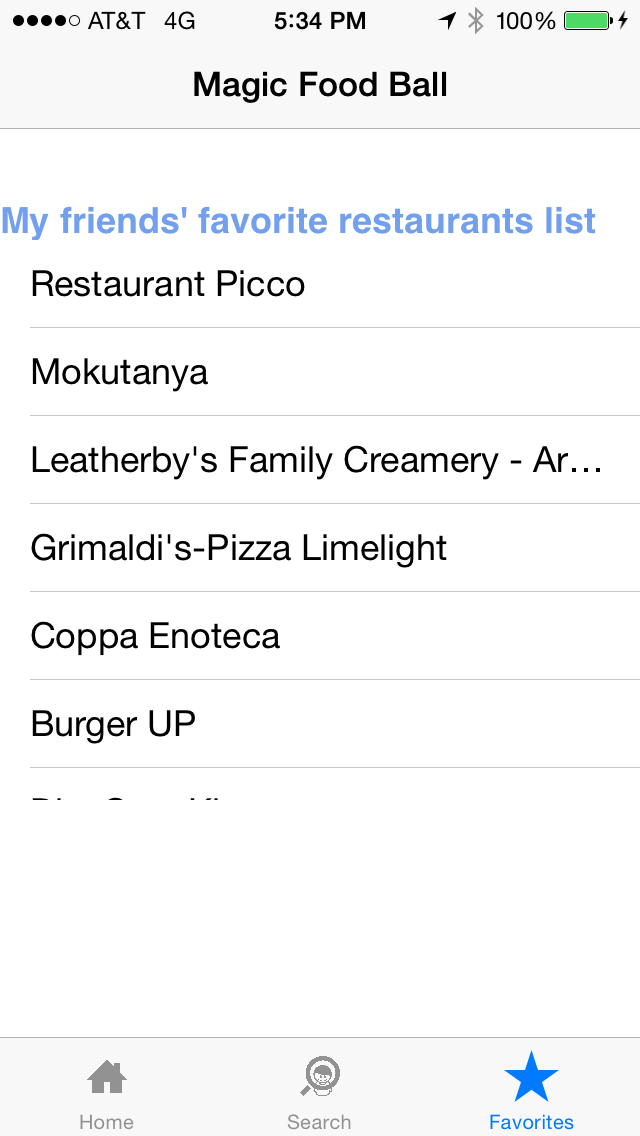 AT&T 4G 5:34 PM 100%
Magic Food Ball
My friends' favorite restaurants list
Restaurant Picco
Mokutanya
Leatherby's Family Creamery - Ar...
Grimaldi's-Pizza Limelight
Coppa Enoteca
Burger UP
Home Search Favorites